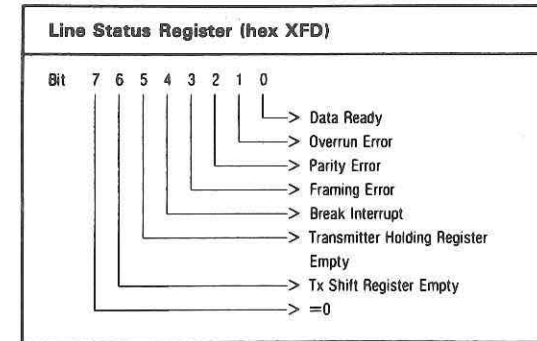 Line Status Register (hex XFD)
Bit 7 6 5 4 3 2 1 0
> Data Ready
> Overrun Error
> Parity Error
> Framing Error
> Break Interrupt
> Transmitter Holding Register
Empty
> Tx Shift Register Empty
> =0